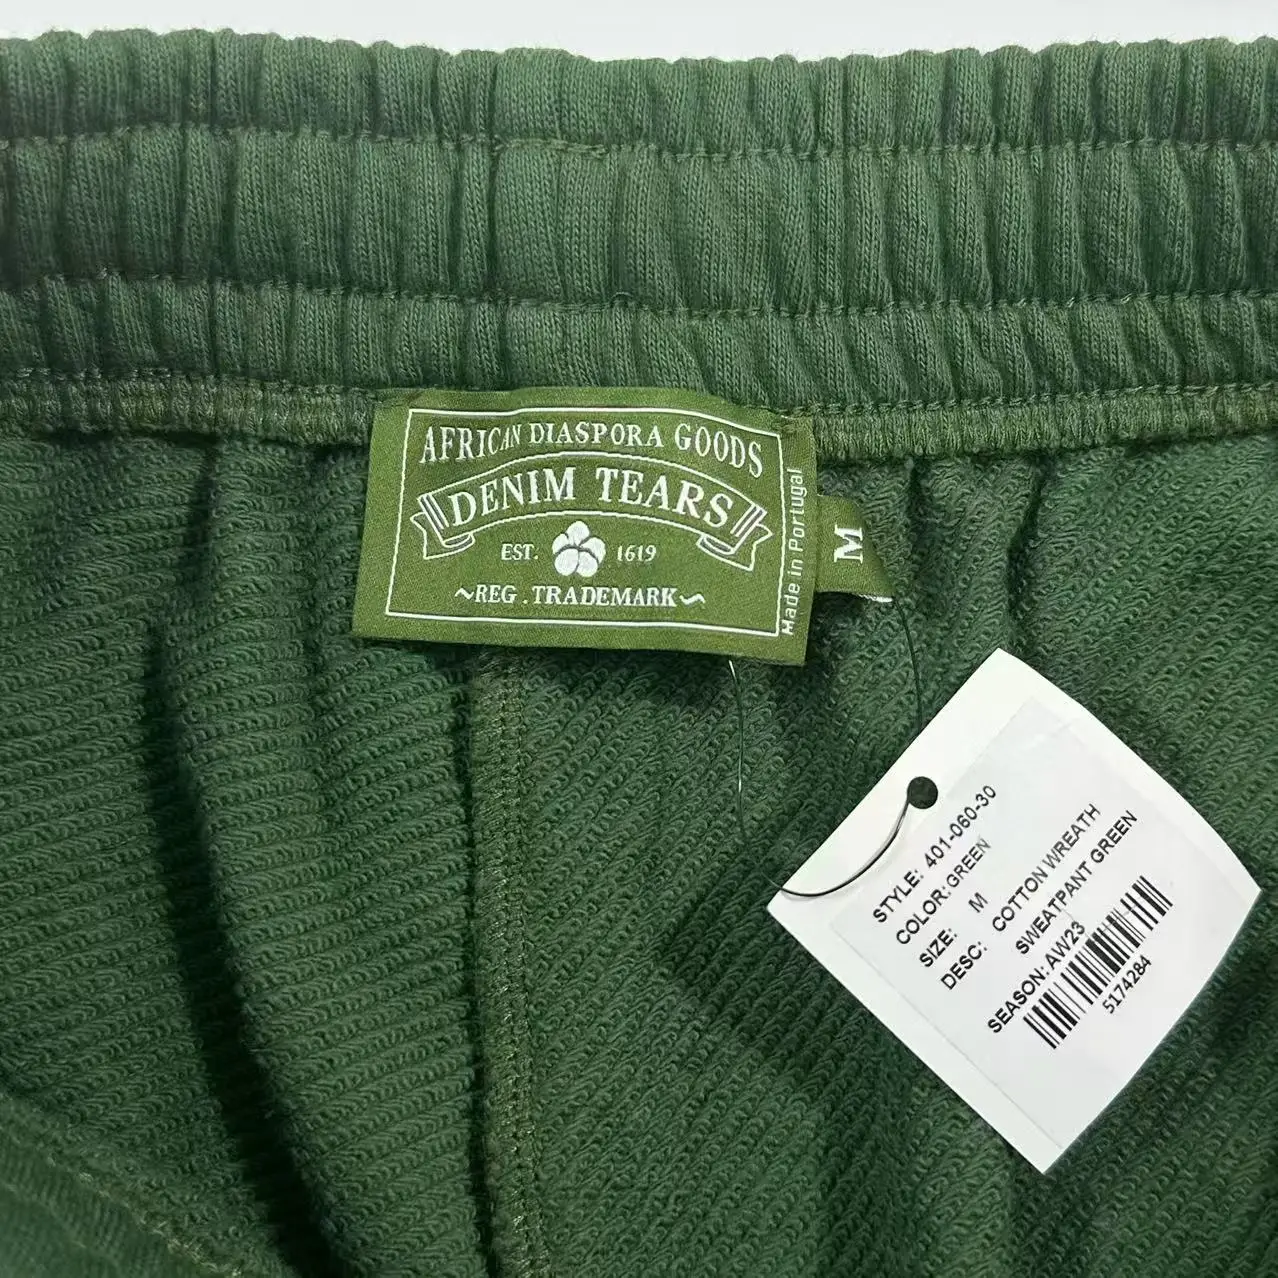 AFRICAN DIASPORA GOODS
DENIM TEARS
EST. 1619
~REG . TRADEMARK~
Made in Portugal
M
STYLE: 401-060-30
COLOR: GREEN
SIZE: M
DESC: COTTON WREATH
SWEATPANT GREEN
SEASON: AW23
5174284